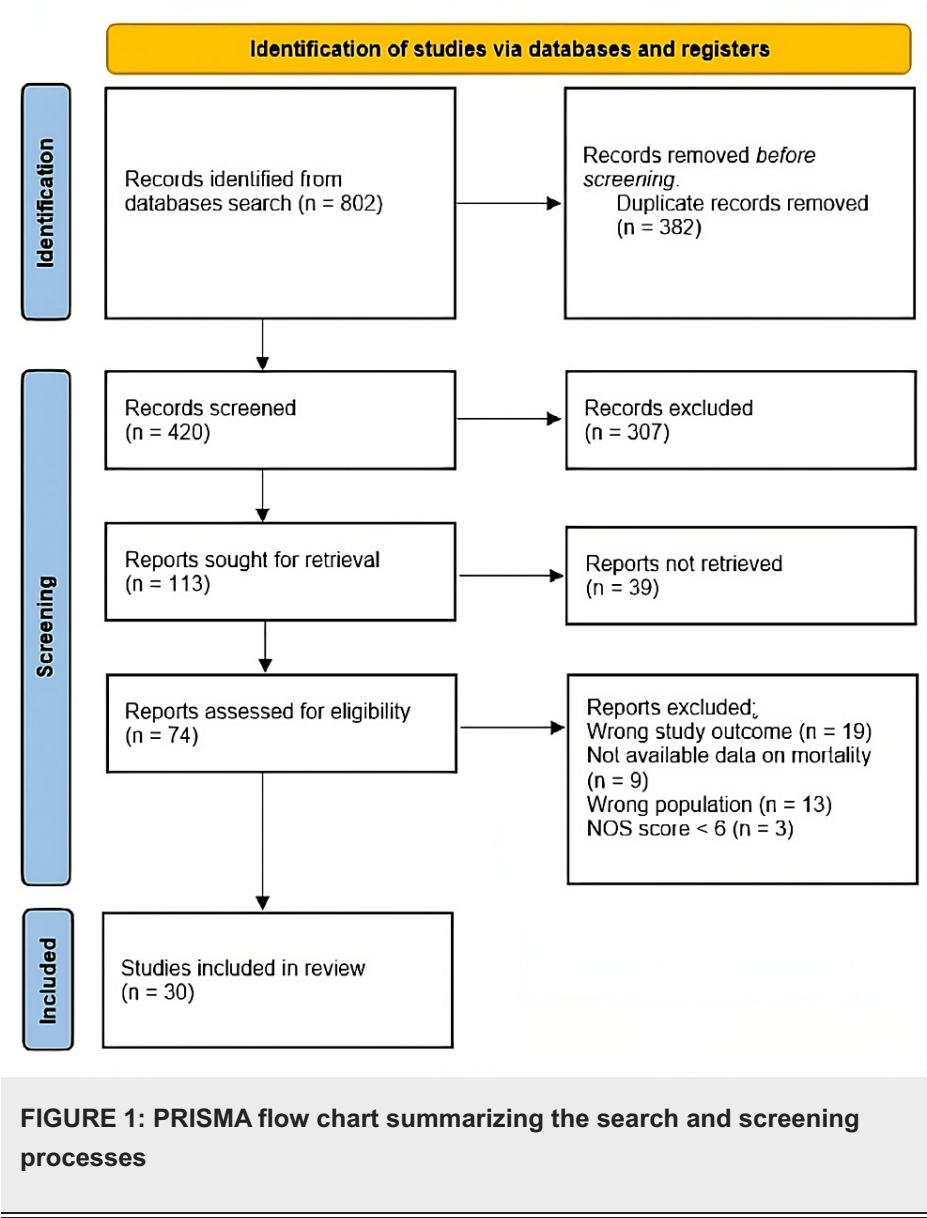 Identification of studies via databases and registers
Identification
Records identified from
databases search (n = 802)
Records removed before
screening.
Duplicate records removed
(n = 382)
Screening
Records screened
(n = 420)
Records excluded
(n = 307)
Reports sought for retrieval
(n = 113)
Reports not retrieved
(n = 39)
Reports assessed for eligibility
(n = 74)
Reports excluded;
Wrong study outcome (n = 19)
Not available data on mortality
(n = 9)
Wrong population (n = 13)
NOS score < 6 (n = 3)
Included
Studies included in review
(n = 30)
FIGURE 1: PRISMA flow chart summarizing the search and screening
processes